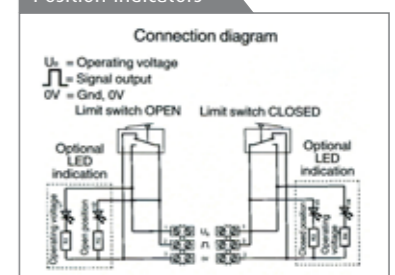 Position Indicators
Connection diagram
U₀ = Operating voltage
= Signal output
0V = Gnd, 0V
Limit switch OPEN
Limit switch CLOSED
Optional
LED
indication
Optional
LED
indication
Operating voltage
Open position
Closed position
Operating
voltage